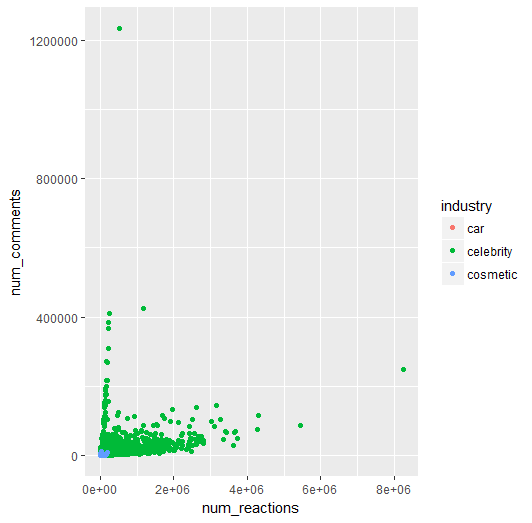 1200000
800000
400000
0
num_comments
0e+00 2e+06 4e+06 6e+06 8e+06
num_reactions
industry
car
celebrity
cosmetic